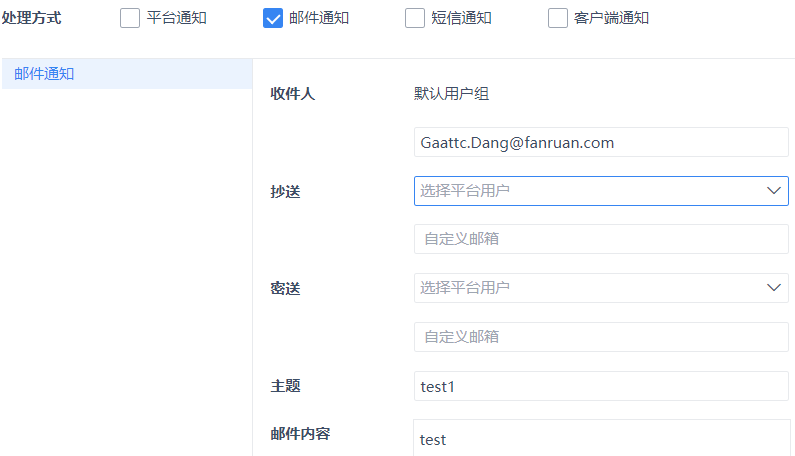 处理方式 平台通知 邮件通知 短信通知 客户端通知
邮件通知
收件人 默认用户组
Gaattc.Dang@fanruan.com
抄送 选择平台用户
自定义邮箱
密送 选择平台用户
自定义邮箱
主题 test1
邮件内容 test